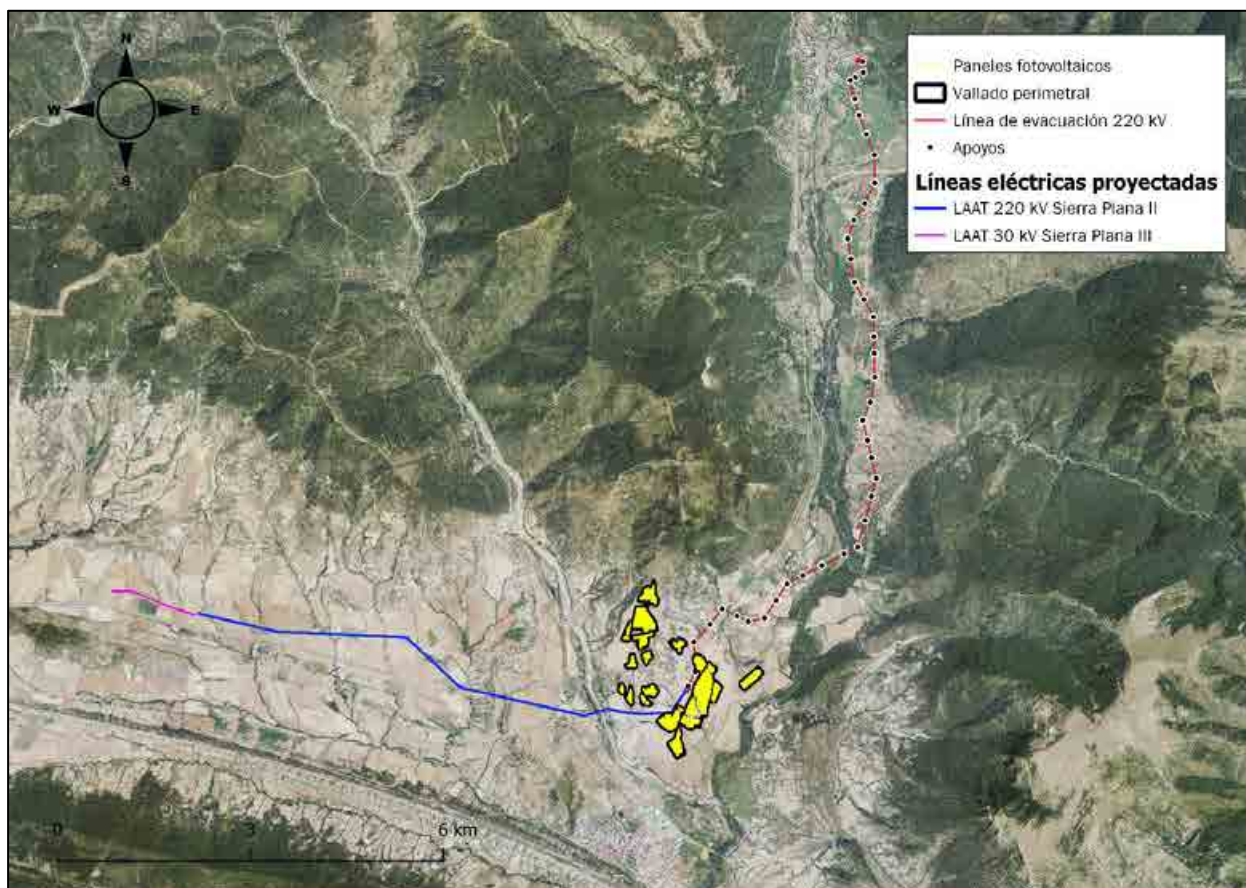 N
W
E
S
Paneles fotovoltaicos
Vallado perimetral
Línea de evacuación 220 kV
Apoyos
Líneas eléctricas proyectadas
LAAT 220 kV Sierra Plana II
LAAT 30 kV Sierra Plana III
0 3 6 km